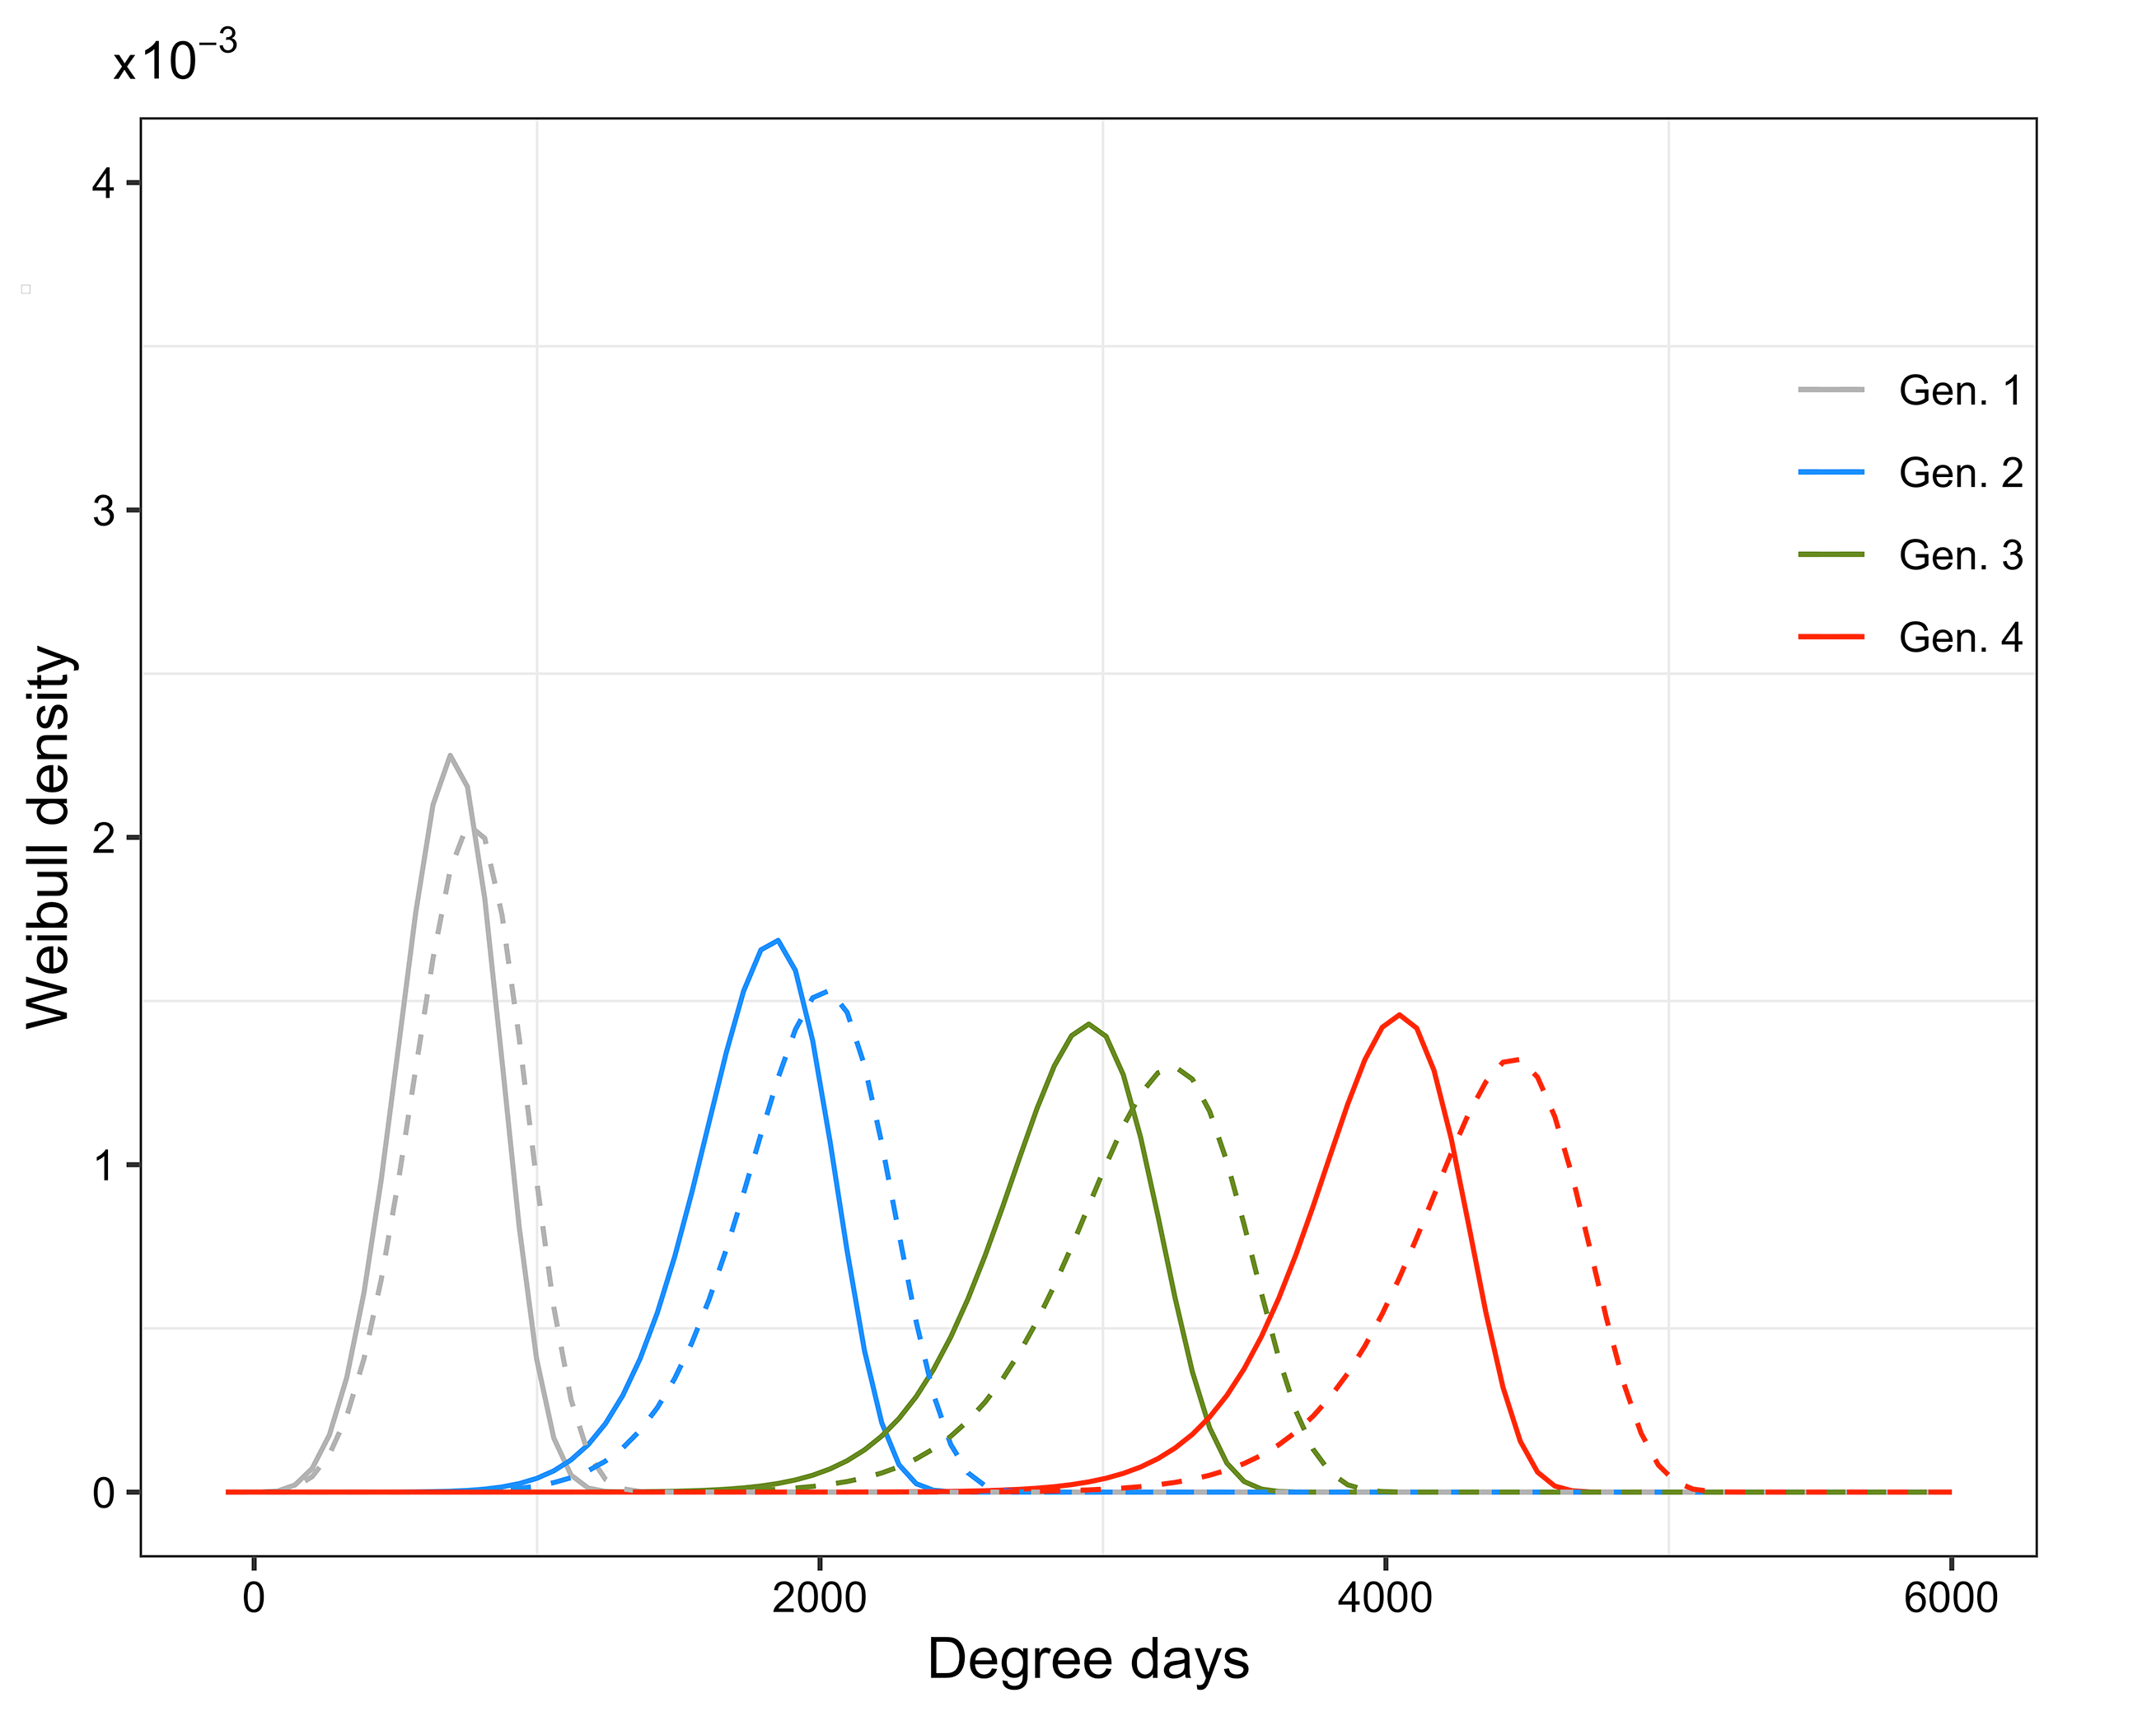 x10⁻³
4
3
2
1
0
Weibull density
Gen. 1
Gen. 2
Gen. 3
Gen. 4
0 2000 4000 6000
Degree days